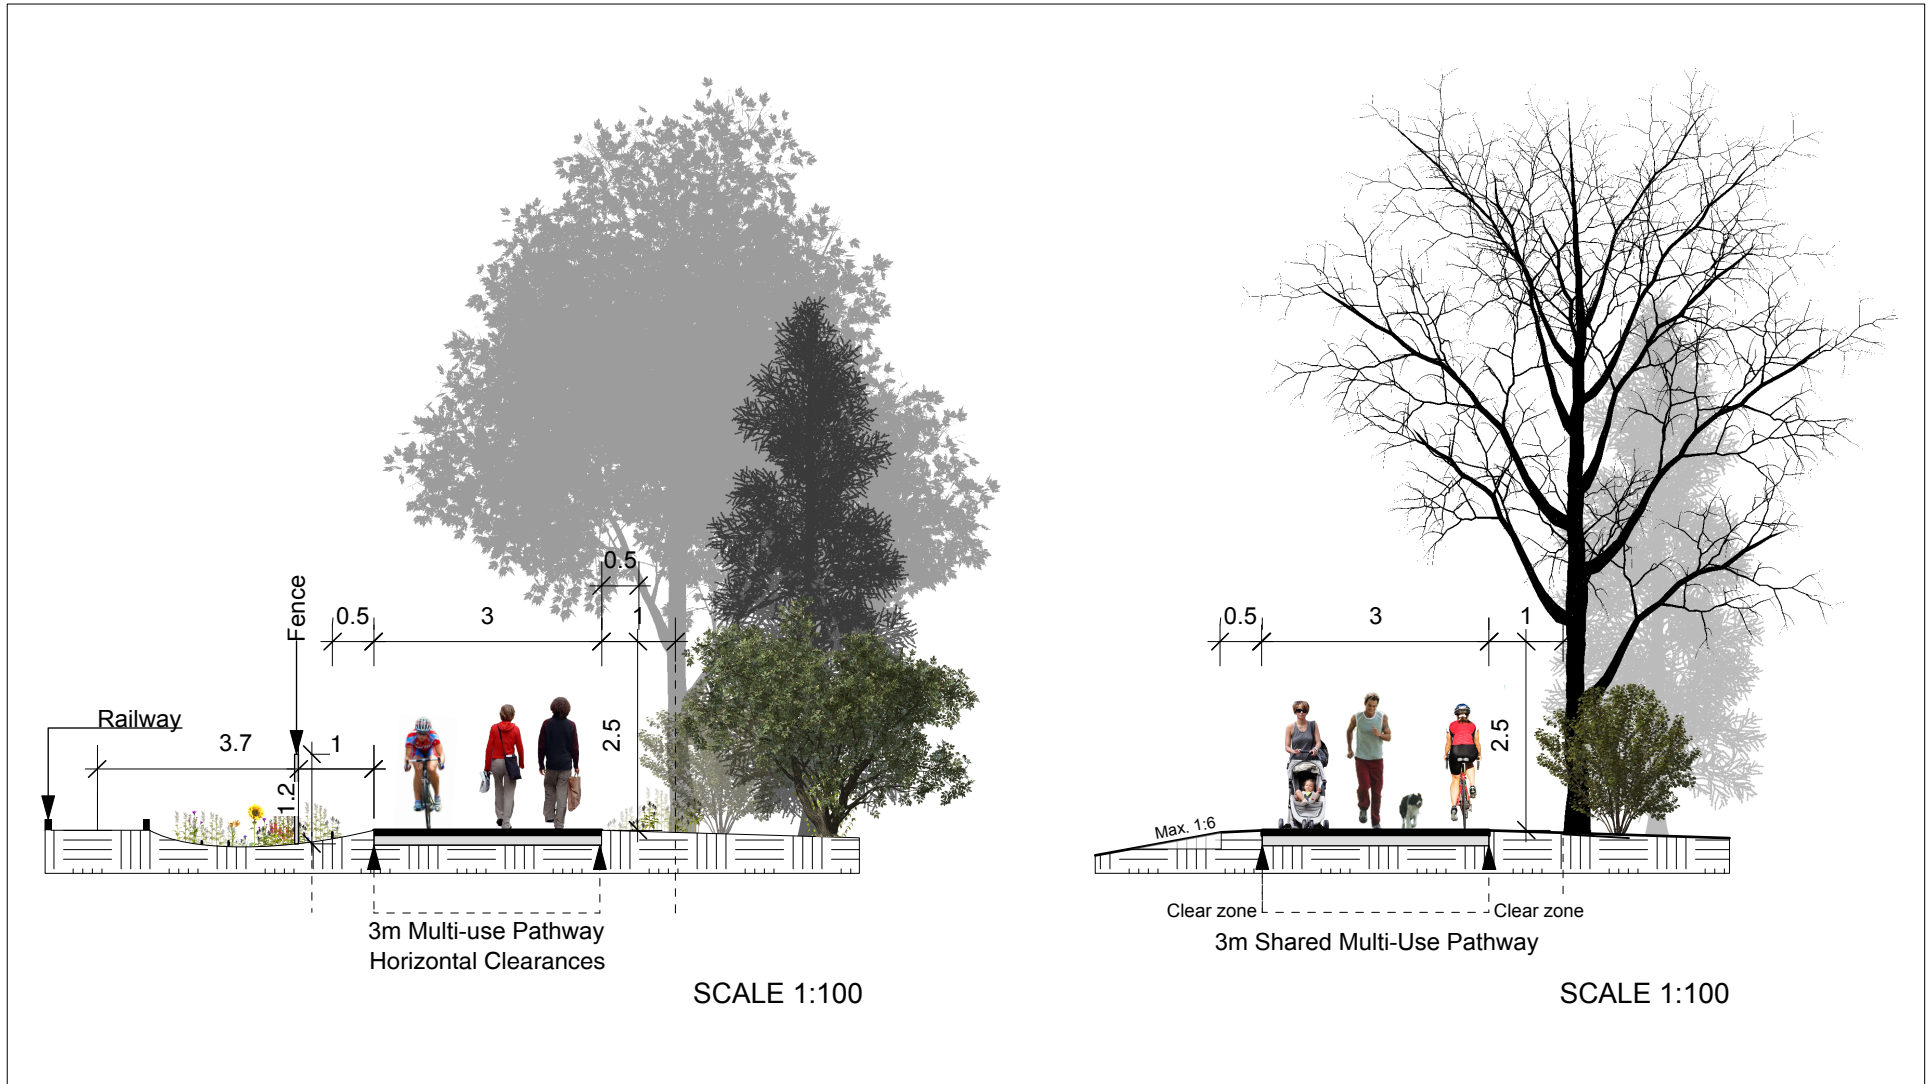 0.5
Fence
0.5
3
1
Railway
3.7
1
1.2
2.5
3m Multi-use Pathway
Horizontal Clearances
SCALE 1:100
0.5
3
1
2.5
Max. 1:6
Clear zone
Clear zone
3m Shared Multi-Use Pathway
SCALE 1:100